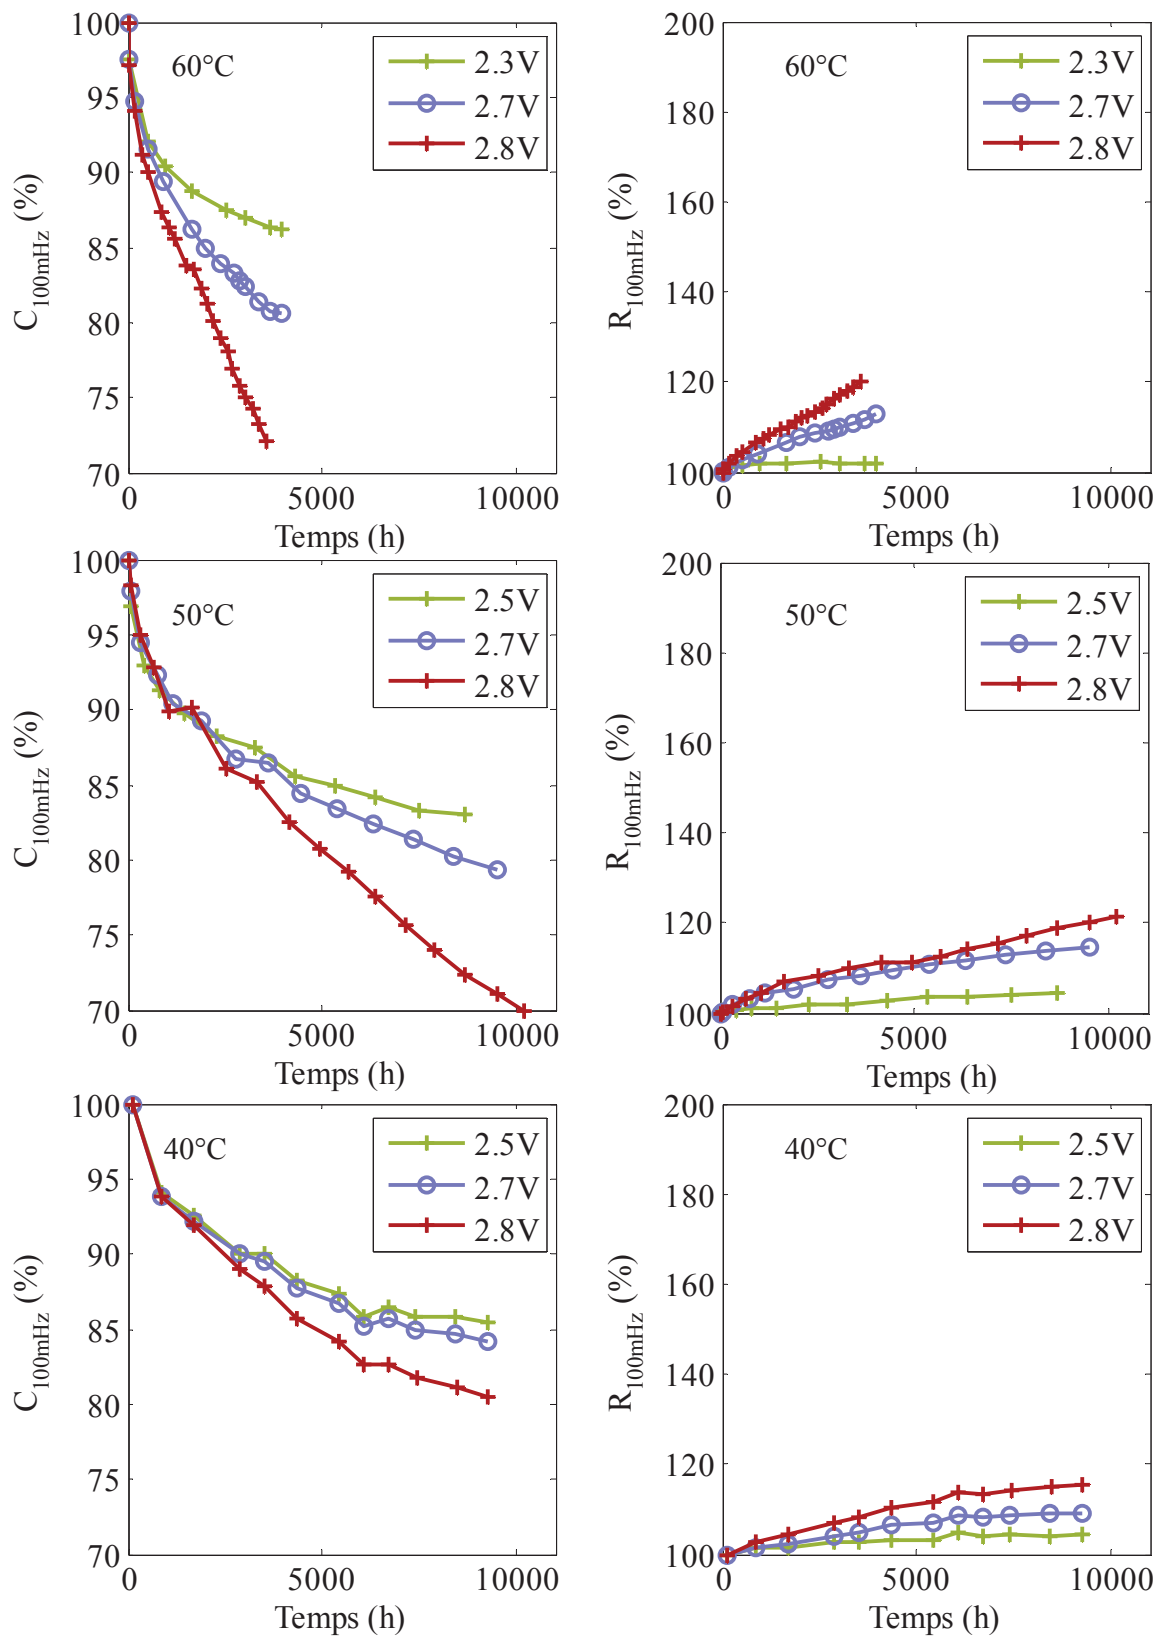 100
95
90
85
80
75
70
0
5000
10000
C100mHz (%)
Temps (h)
60°C
2.3V
2.7V
2.8V
200
180
160
140
120
100
0
5000
10000
R100mHz (%)
Temps (h)
60°C
2.3V
2.7V
2.8V
100
95
90
85
80
75
70
0
5000
10000
C100mHz (%)
Temps (h)
50°C
2.5V
2.7V
2.8V
200
180
160
140
120
100
0
5000
10000
R100mHz (%)
Temps (h)
50°C
2.5V
2.7V
2.8V
100
95
90
85
80
75
70
0
5000
10000
C100mHz (%)
Temps (h)
40°C
2.5V
2.7V
2.8V
200
180
160
140
120
100
0
5000
10000
R100mHz (%)
Temps (h)
40°C
2.5V
2.7V
2.8V